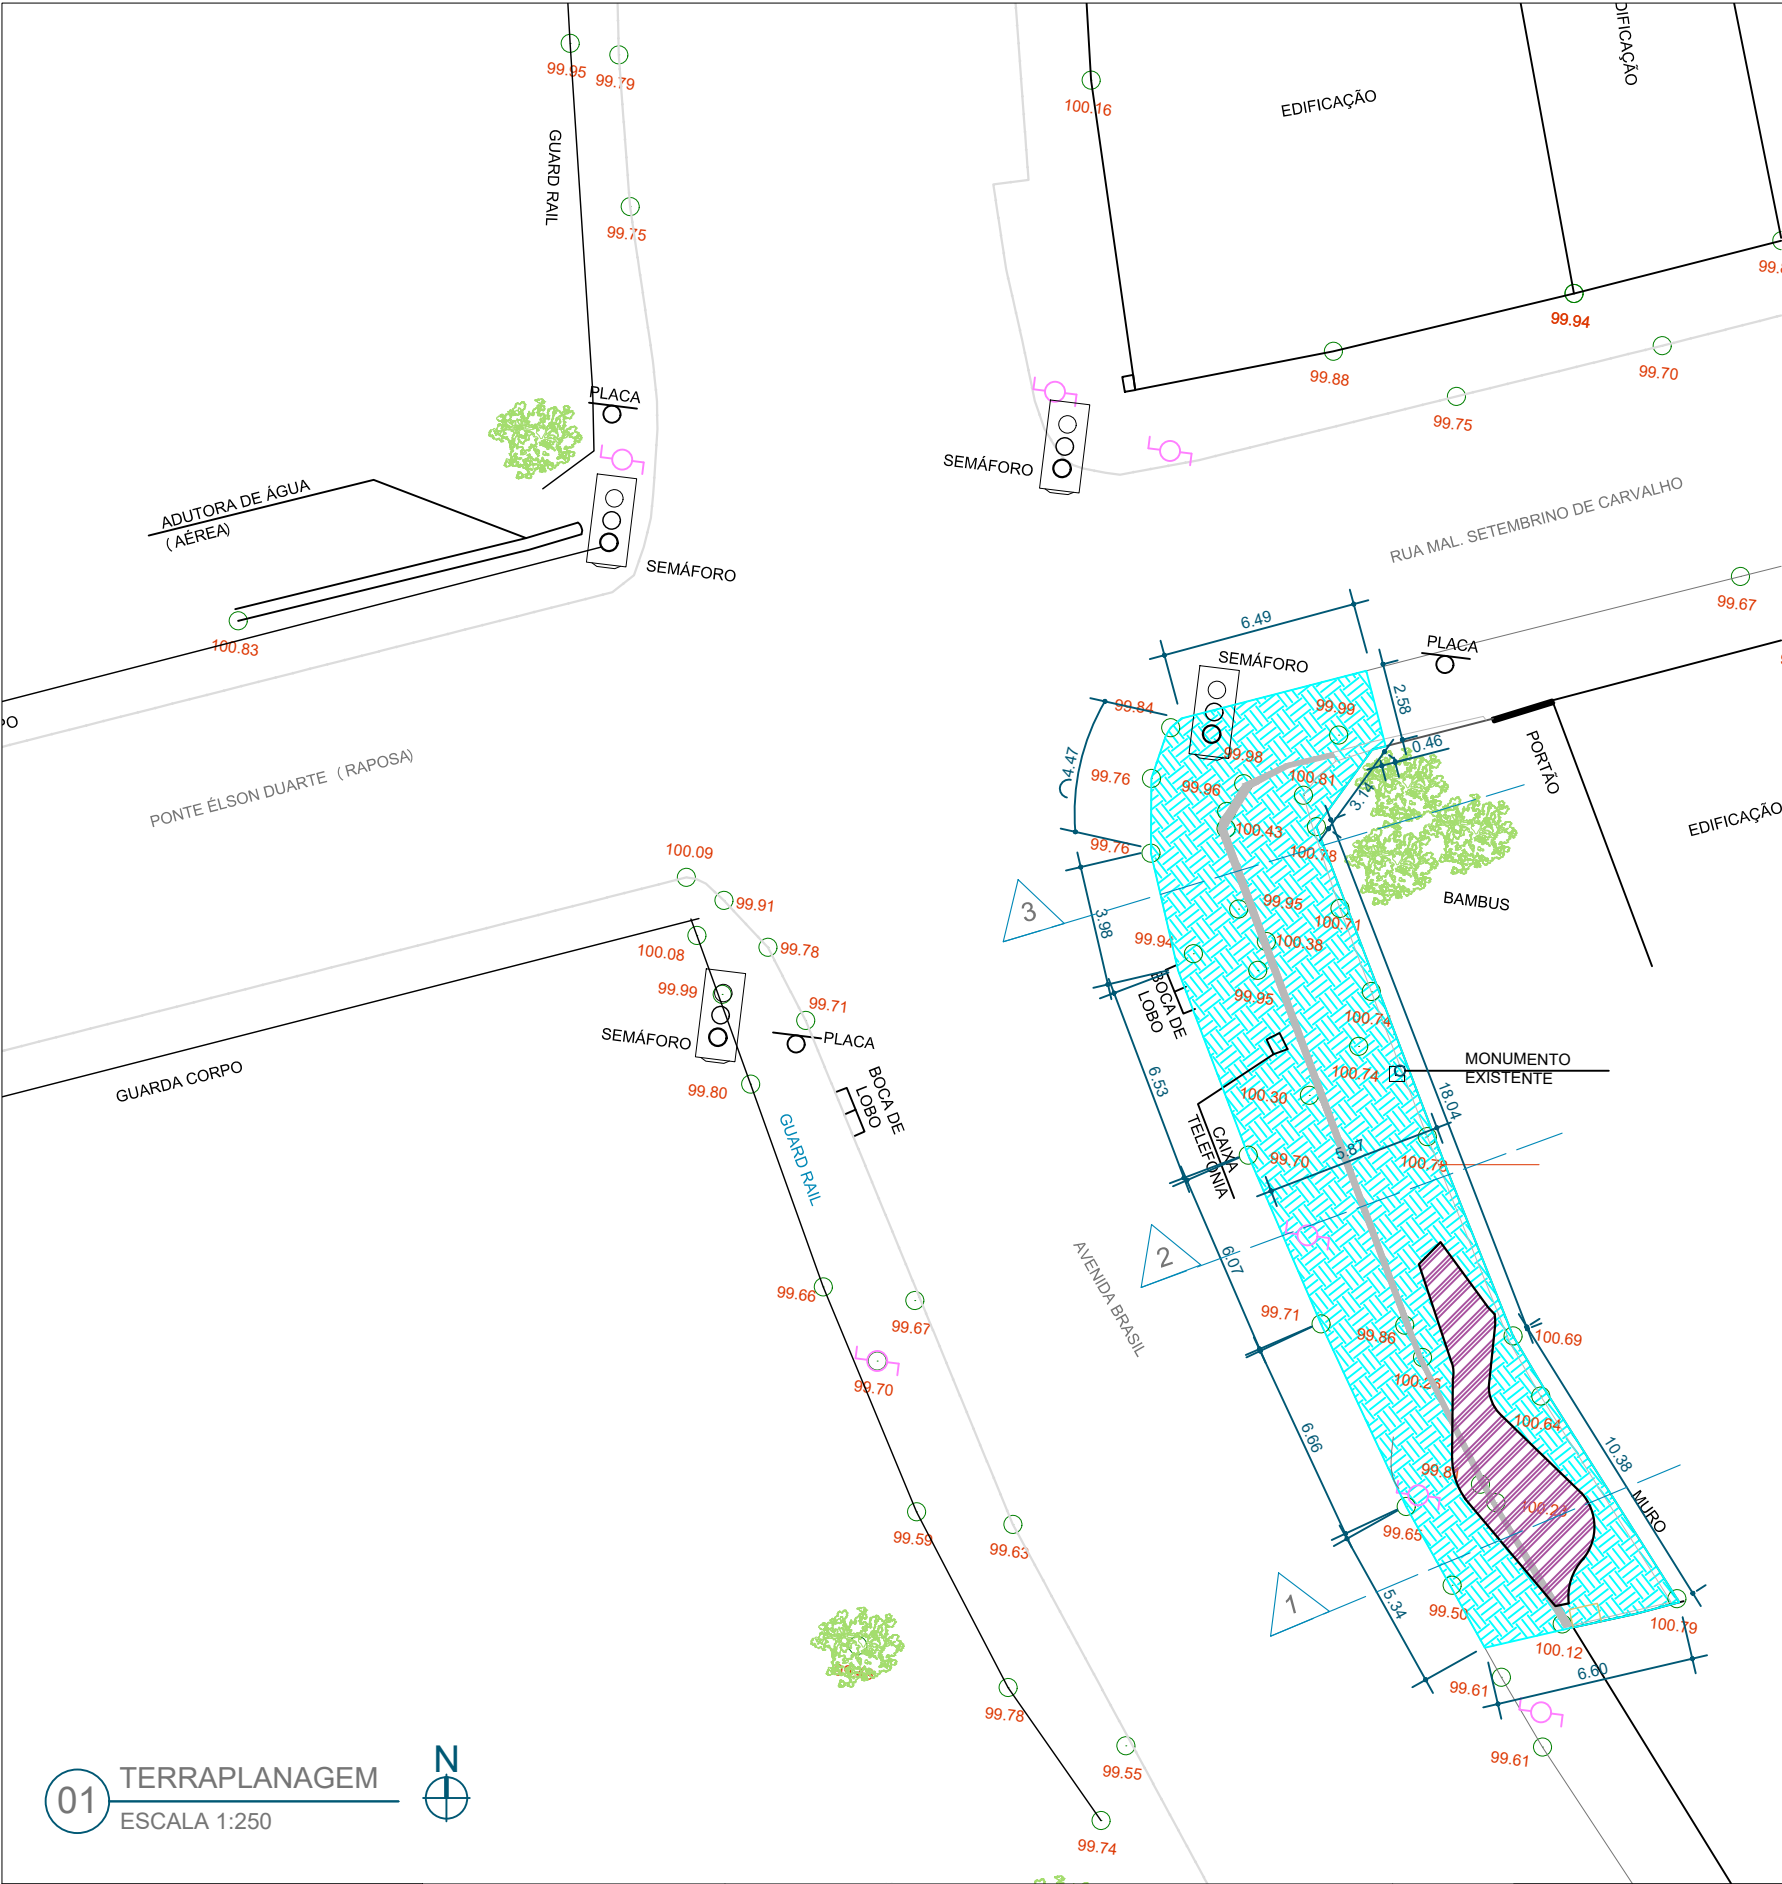 99.95
99.79
GUARD RAIL
99.75
100.16
EDIFICAÇÃO
99.94
99.88
99.70
99.75
PLACA
ADUTORA DE ÁGUA
( AÉREA)
SEMÁFORO
SEMÁFORO
100.83
RUA MAL. SETEMBRINO DE CARVALHO
99.67
6.49
SEMÁFORO
PLACA
2.58
99.84
99.99
99.98
0.46
4.47
99.76
99.96
100.81
3.14
PORTÃO
PONTE ÉLSON DUARTE ( RAPOSA)
100.43
EDIFICAÇÃO
99.76
100.78
100.09
99.91
BAMBUS
3
99.95
100.71
3.98
99.94
100.38
100.08
99.78
99.99
99.95
BOCA DE
LOBO
100.74
99.71
SEMÁFORO
PLACA
MONUMENTO
EXISTENTE
100.74
GUARDA CORPO
99.80
BOCA DE
LOBO
6.53
100.30
18.04
GUARD RAIL
CAIXA
TELEFONIA
99.70
5.87
2
6.07
AVENIDA BRASIL
99.66
99.67
99.71
99.86
100.69
99.70
6.66
100.64
10.38
MURO
99.59
99.63
99.65
100.23
1
5.34
99.50
100.12
100.79
6.60
99.61
99.78
99.61
99.55
99.74
N
01
TERRAPLANAGEM
ESCALA 1:250